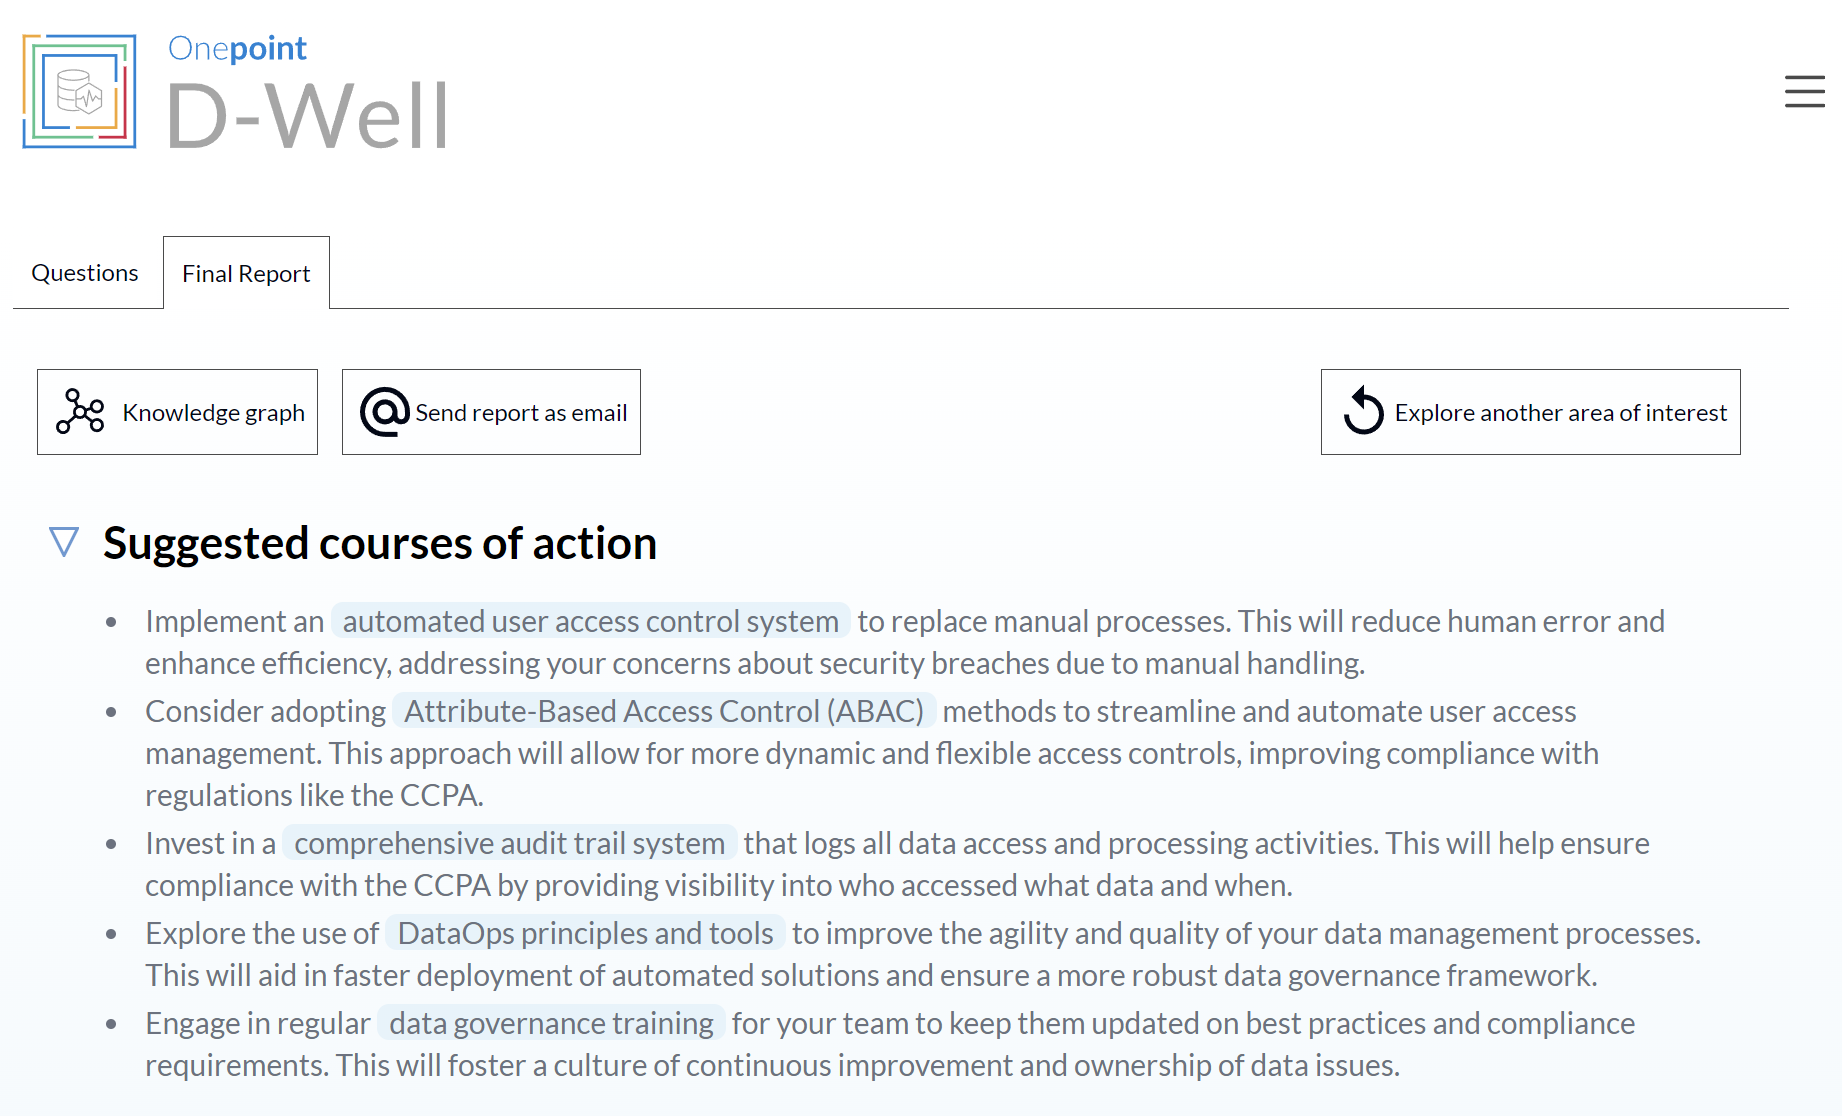 Onepoint
D-Well
Questions
Final Report
Knowledge graph
Send report as email
Explore another area of interest
Suggested courses of action
• Implement an automated user access control system to replace manual processes. This will reduce human error and
enhance efficiency, addressing your concerns about security breaches due to manual handling.
• Consider adopting Attribute-Based Access Control (ABAC) methods to streamline and automate user access
management. This approach will allow for more dynamic and flexible access controls, improving compliance with
regulations like the CCPA.
• Invest in a comprehensive audit trail system that logs all data access and processing activities. This will help ensure
compliance with the CCPA by providing visibility into who accessed what data and when.
• Explore the use of DataOps principles and tools to improve the agility and quality of your data management processes.
This will aid in faster deployment of automated solutions and ensure a more robust data governance framework.
• Engage in regular data governance training for your team to keep them updated on best practices and compliance
requirements. This will foster a culture of continuous improvement and ownership of data issues.